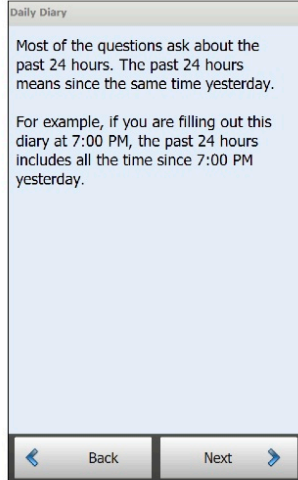 Daily Diary
Most of the questions ask about the
past 24 hours. The past 24 hours
means since the same time yesterday.
For example, if you are filling out this
diary at 7:00 PM, the past 24 hours
includes all the time since 7:00 PM
yesterday.
Back
Next